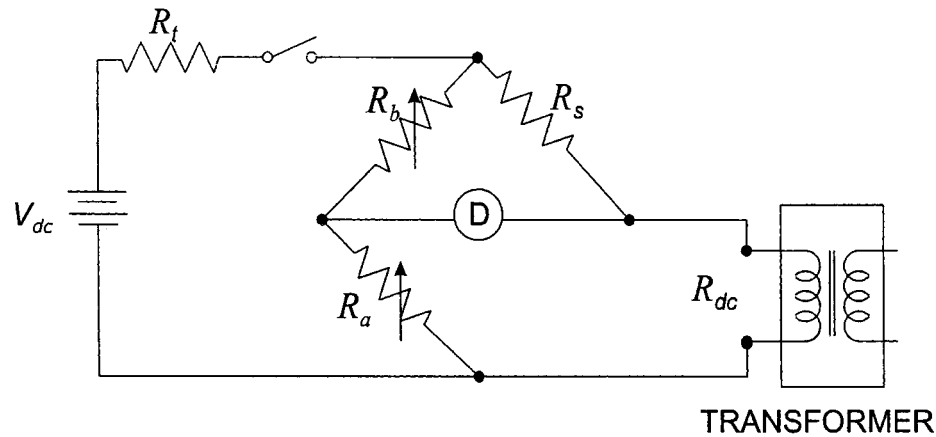 R_t
R_b
R_s
V_dc
D
R_a
R_dc
TRANSFORMER